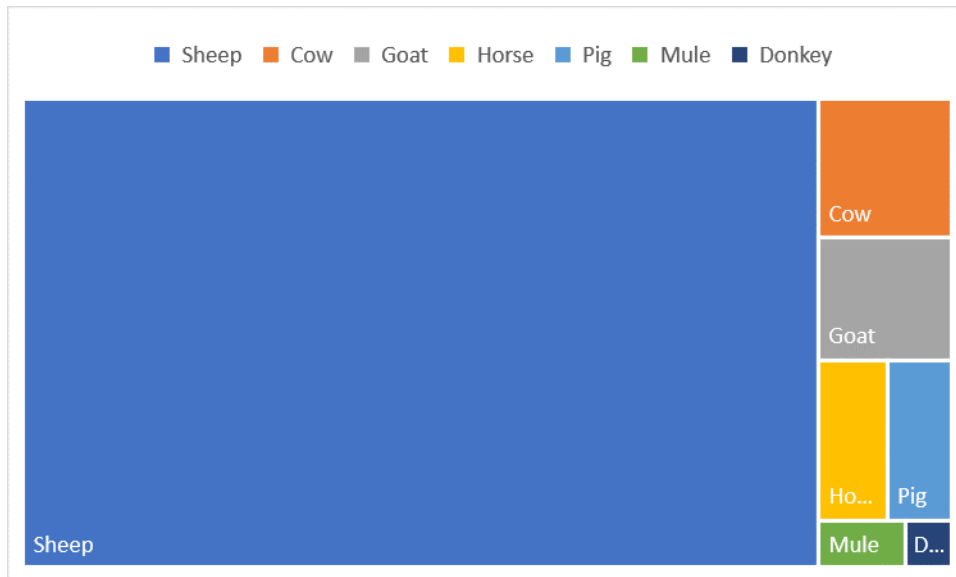 Sheep Cow Goat Horse Pig Mule Donkey
Cow
Goat
Ho... Pig
Sheep Mule D...